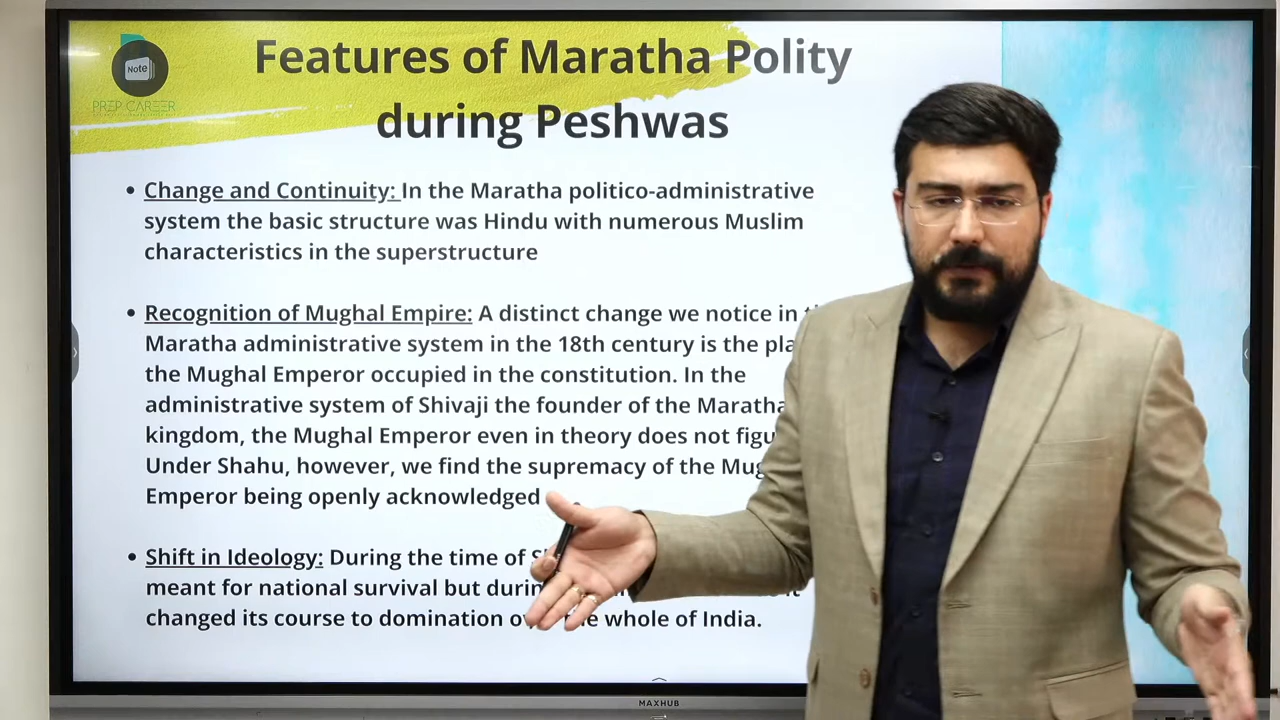 Note
PREP CAREER
Features of Maratha Polity
during Peshwas
• Change and Continuity: In the Maratha politico-administrative
system the basic structure was Hindu with numerous Muslim
characteristics in the superstructure
• Recognition of Mughal Empire: A distinct change we notice in
Maratha administrative system in the 18th century is the
the Mughal Emperor occupied in the constitution. In the
administrative system of Shivaji the founder of the Maratha
kingdom, the Mughal Emperor even in theory does not
Under Shahu, however, we find the supremacy of the
Emperor being openly acknowledged
• Shift in Ideology: During the time of
meant for national survival but
changed its course to domination whole of India.
MAXHUB